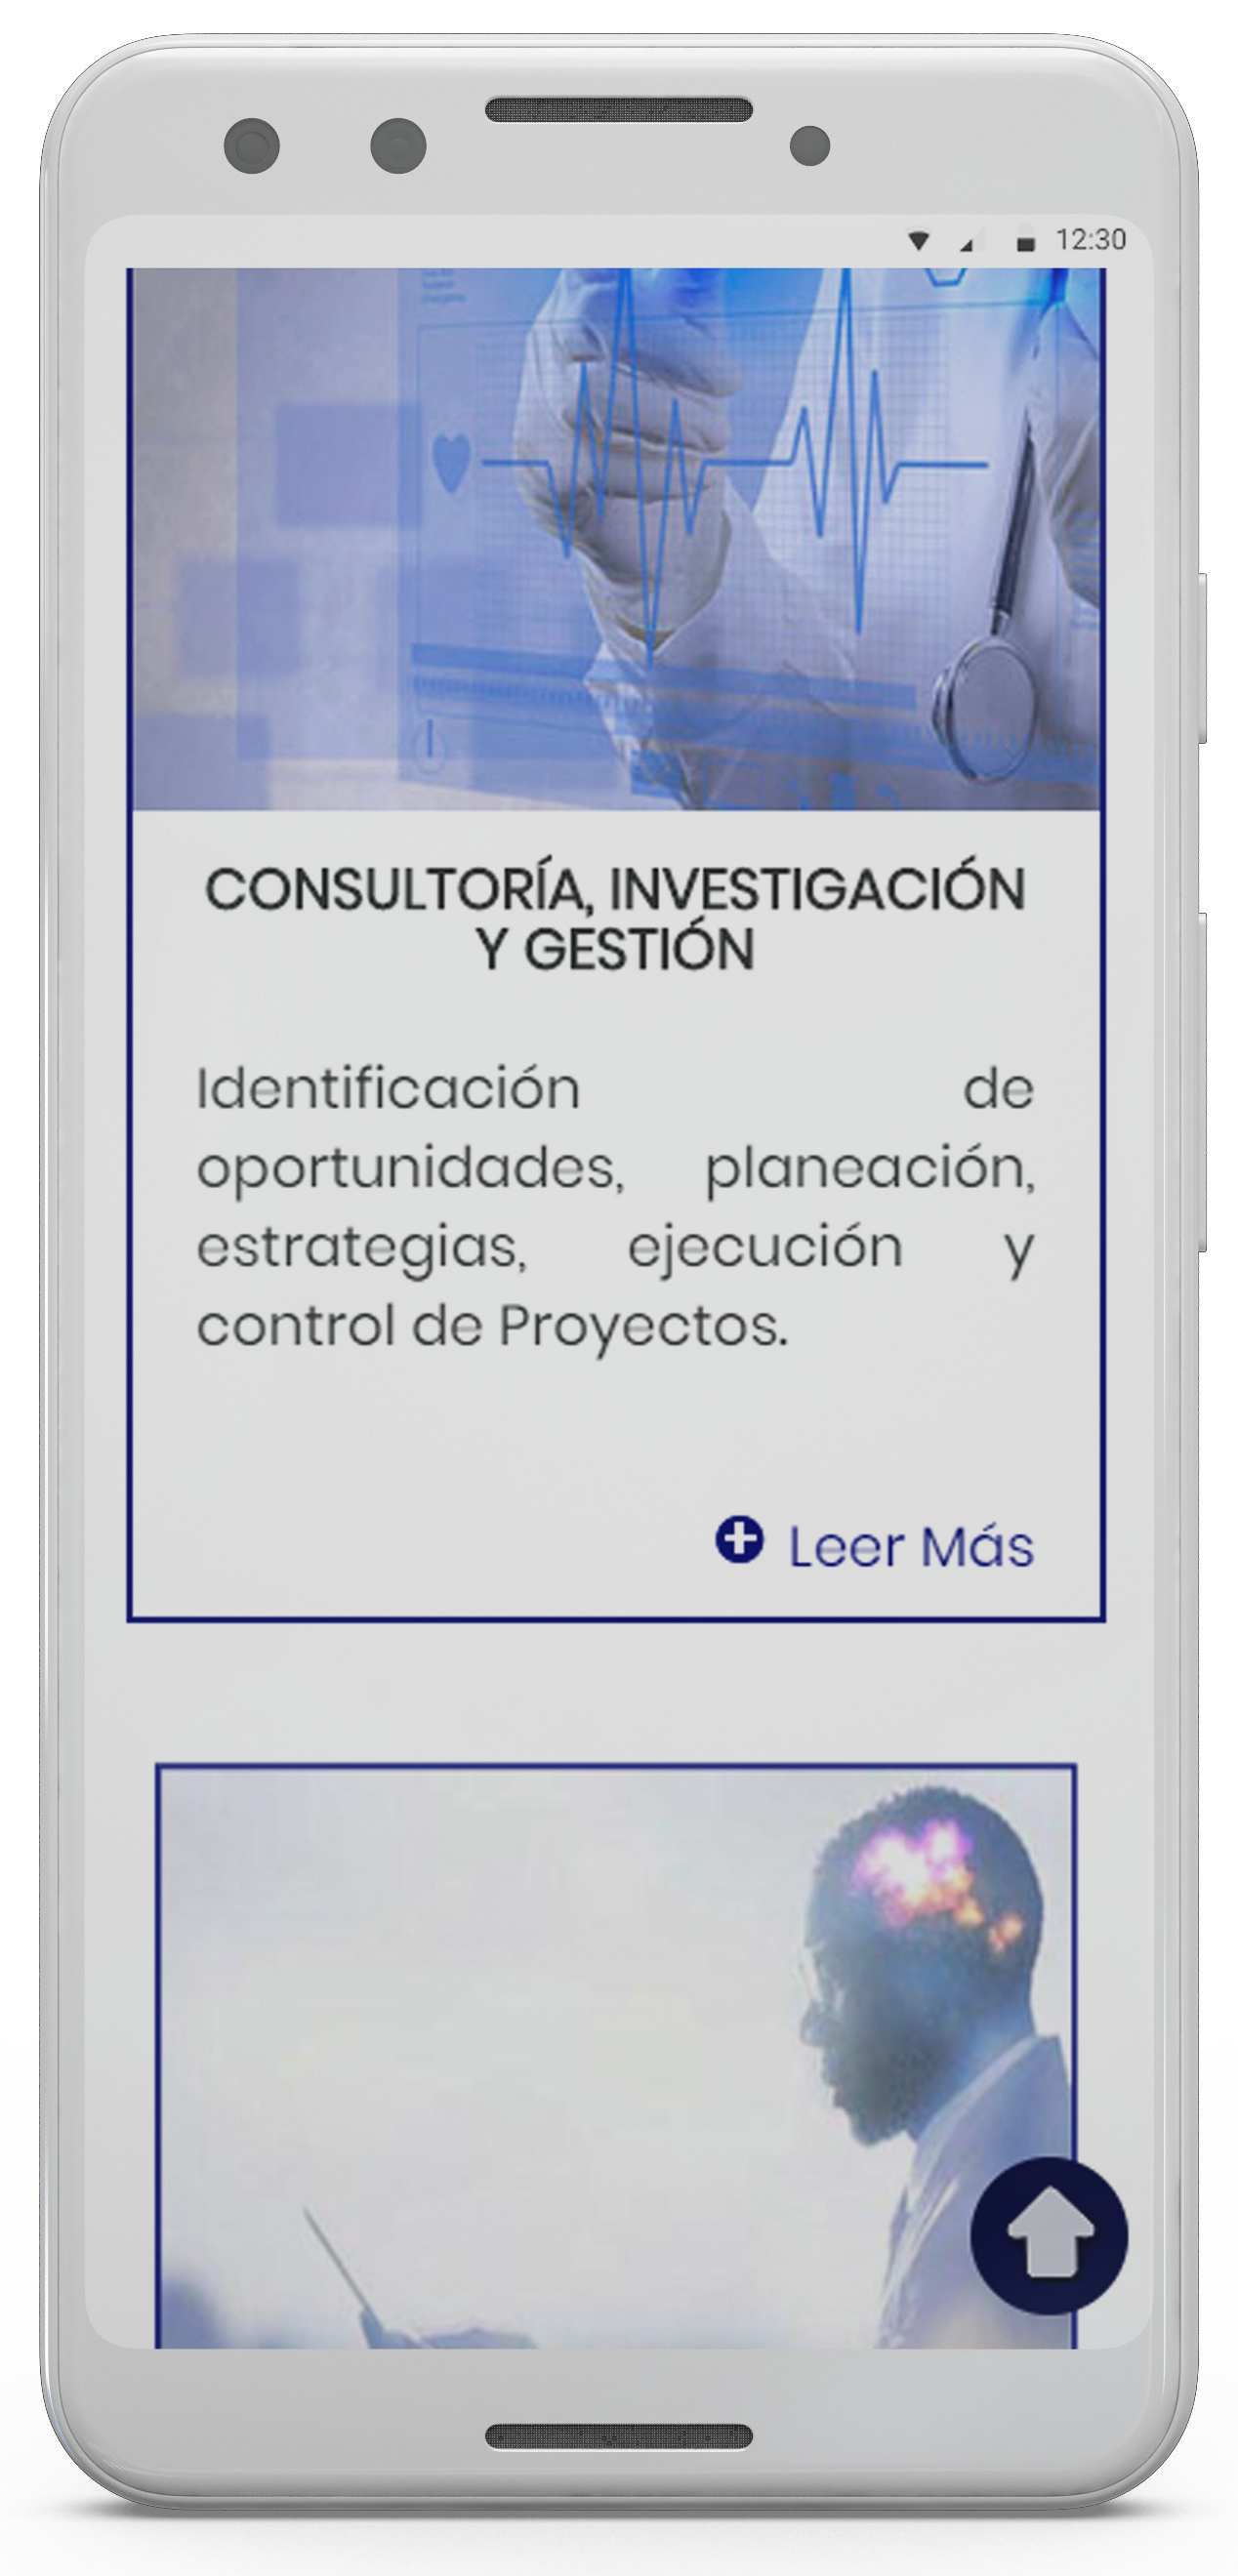 12:30
CONSULTORÍA, INVESTIGACIÓN
Y GESTIÓN
Identificación de
oportunidades, planeación,
estrategias, ejecución y
control de Proyectos.
Leer Más